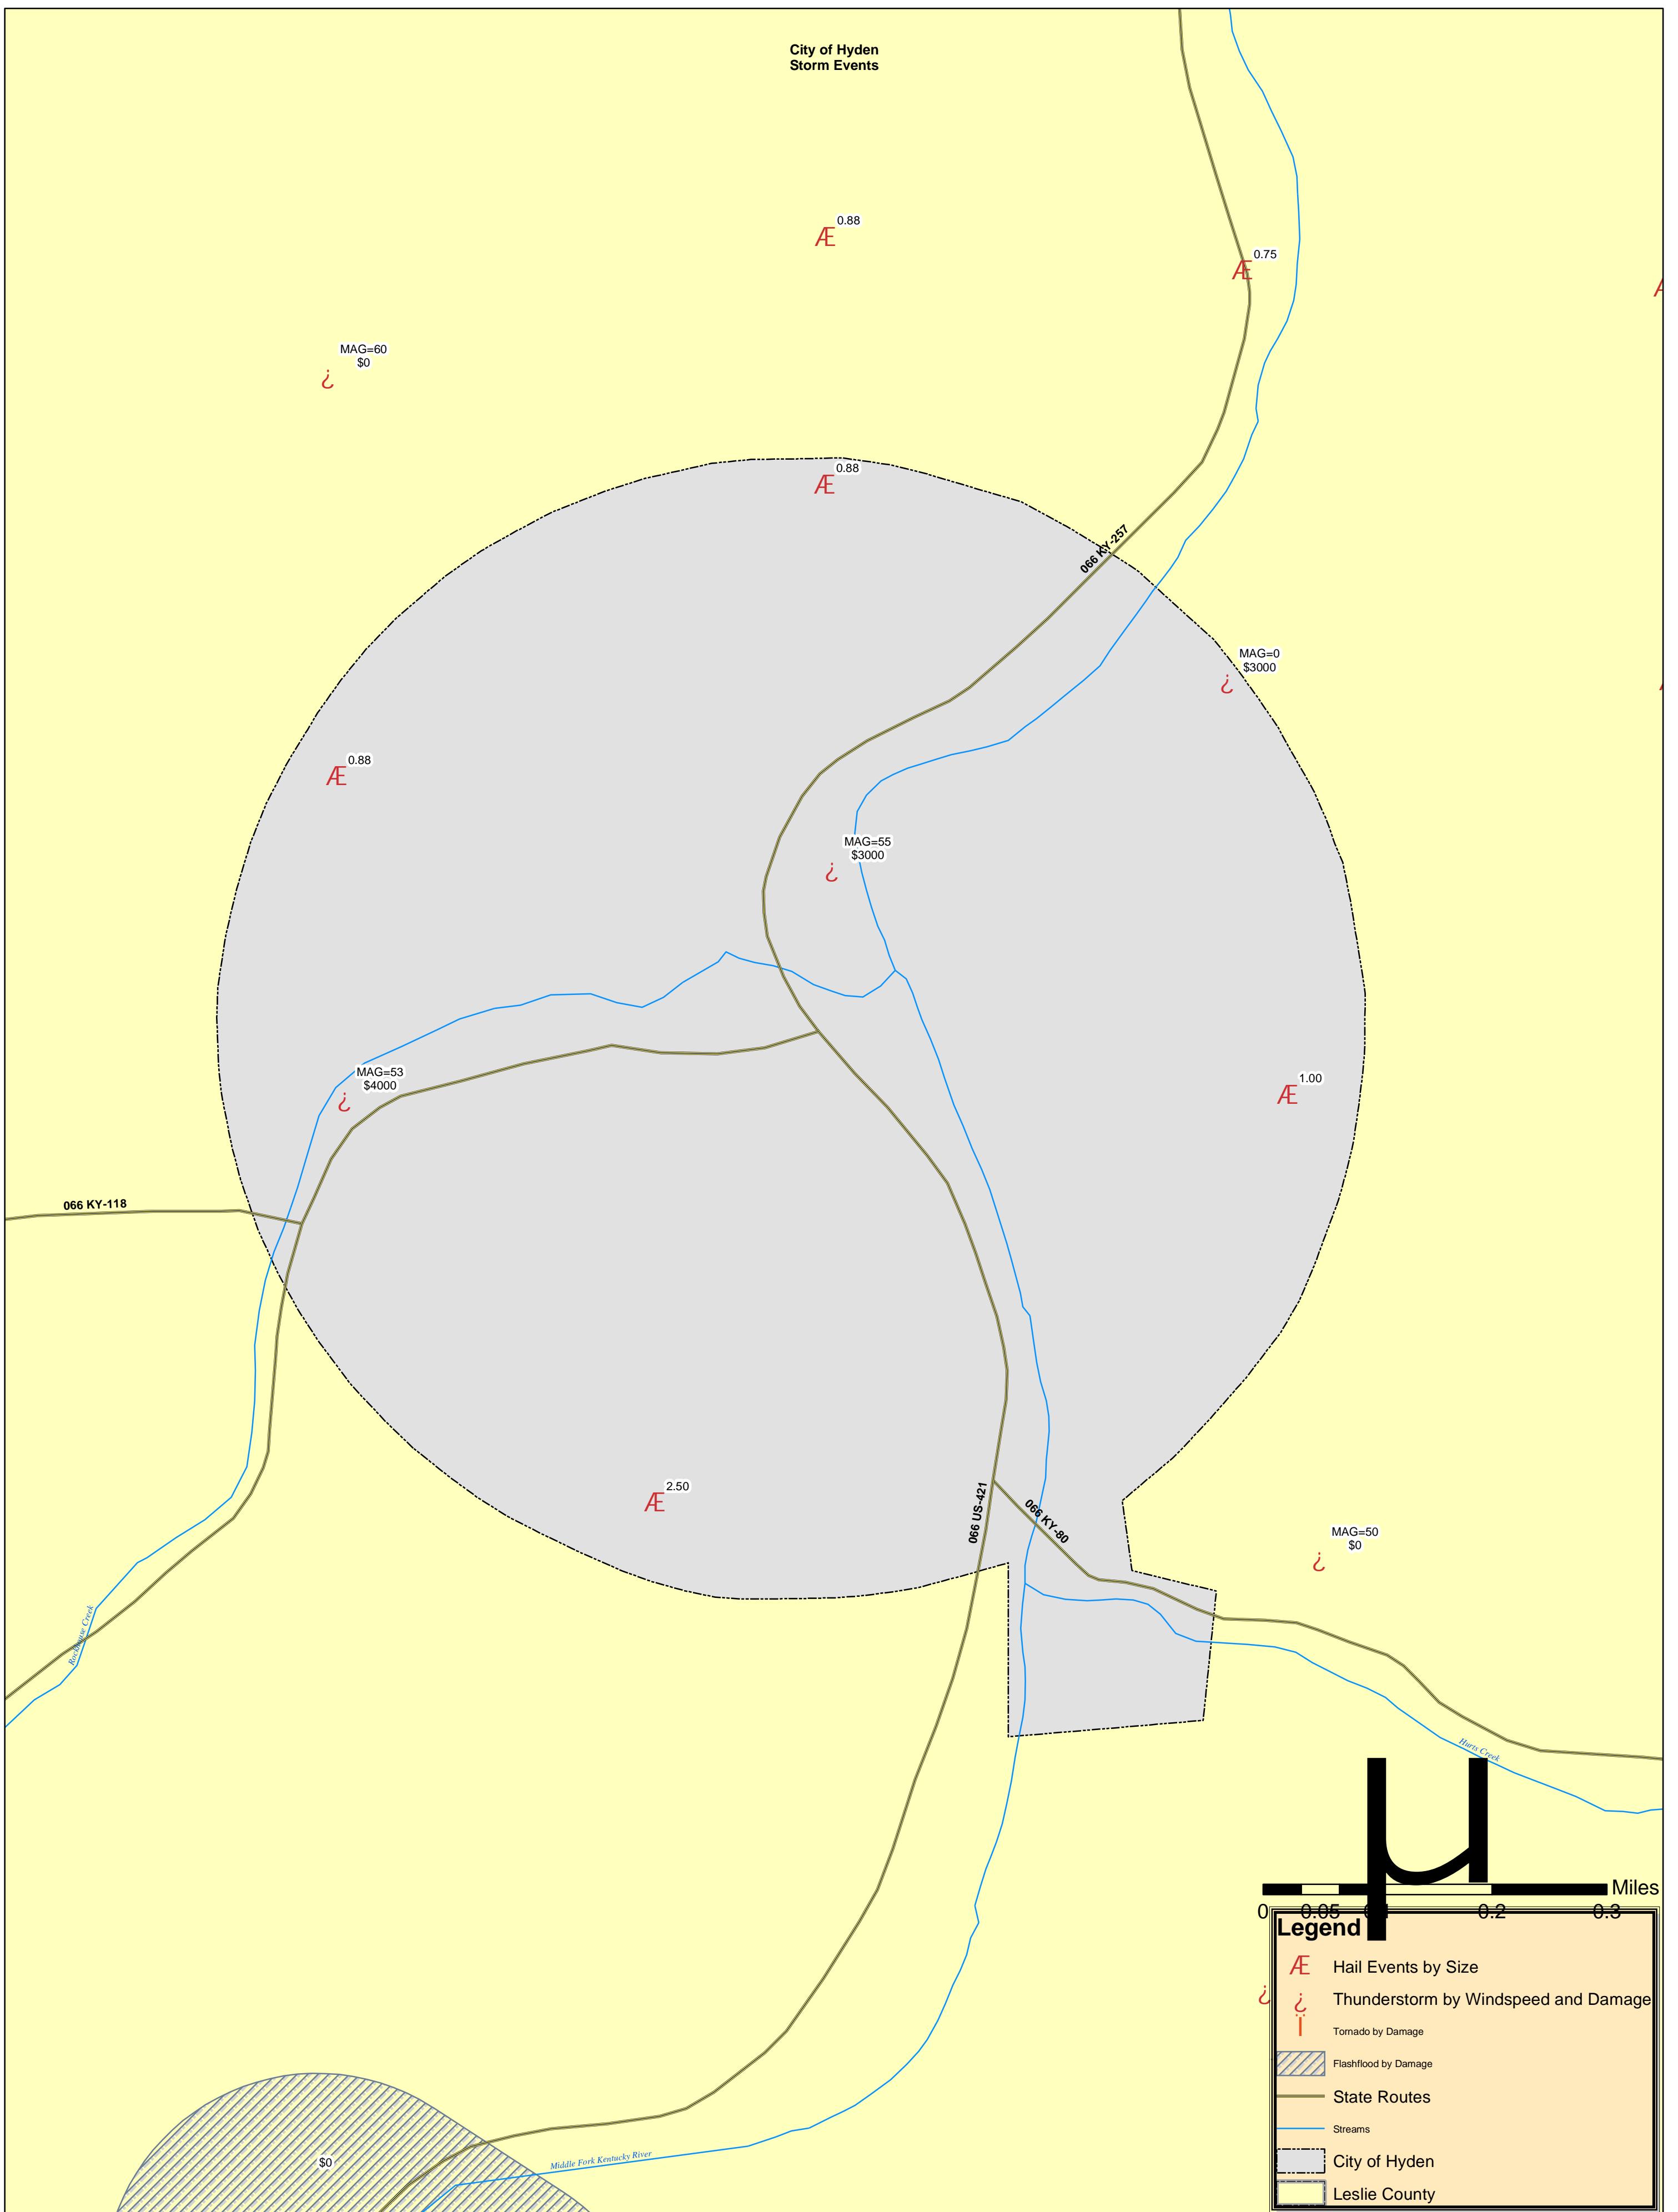 City of Hyden
Storm Events
Æ 0.88
Æ 0.75
MAG=60
$0
¿
Æ 0.88
066 KY-257
MAG=0
$3000
¿
Æ 0.88
MAG=55
$3000
¿
MAG=53
$4000
¿
Æ 1.00
066 KY-118
Æ 2.50
066 US-421
066 KY-80
MAG=50
$0
¿
Rockhouse Creek
Hurts Creek
µ
Miles
0 0.05 0.2 0.3
Legend
Æ Hail Events by Size
¿
¿ Thunderstorm by Windspeed and Damage
Ï Tornado by Damage
Flashflood by Damage
State Routes
Streams
City of Hyden
Leslie County
Middle Fork Kentucky River
$0